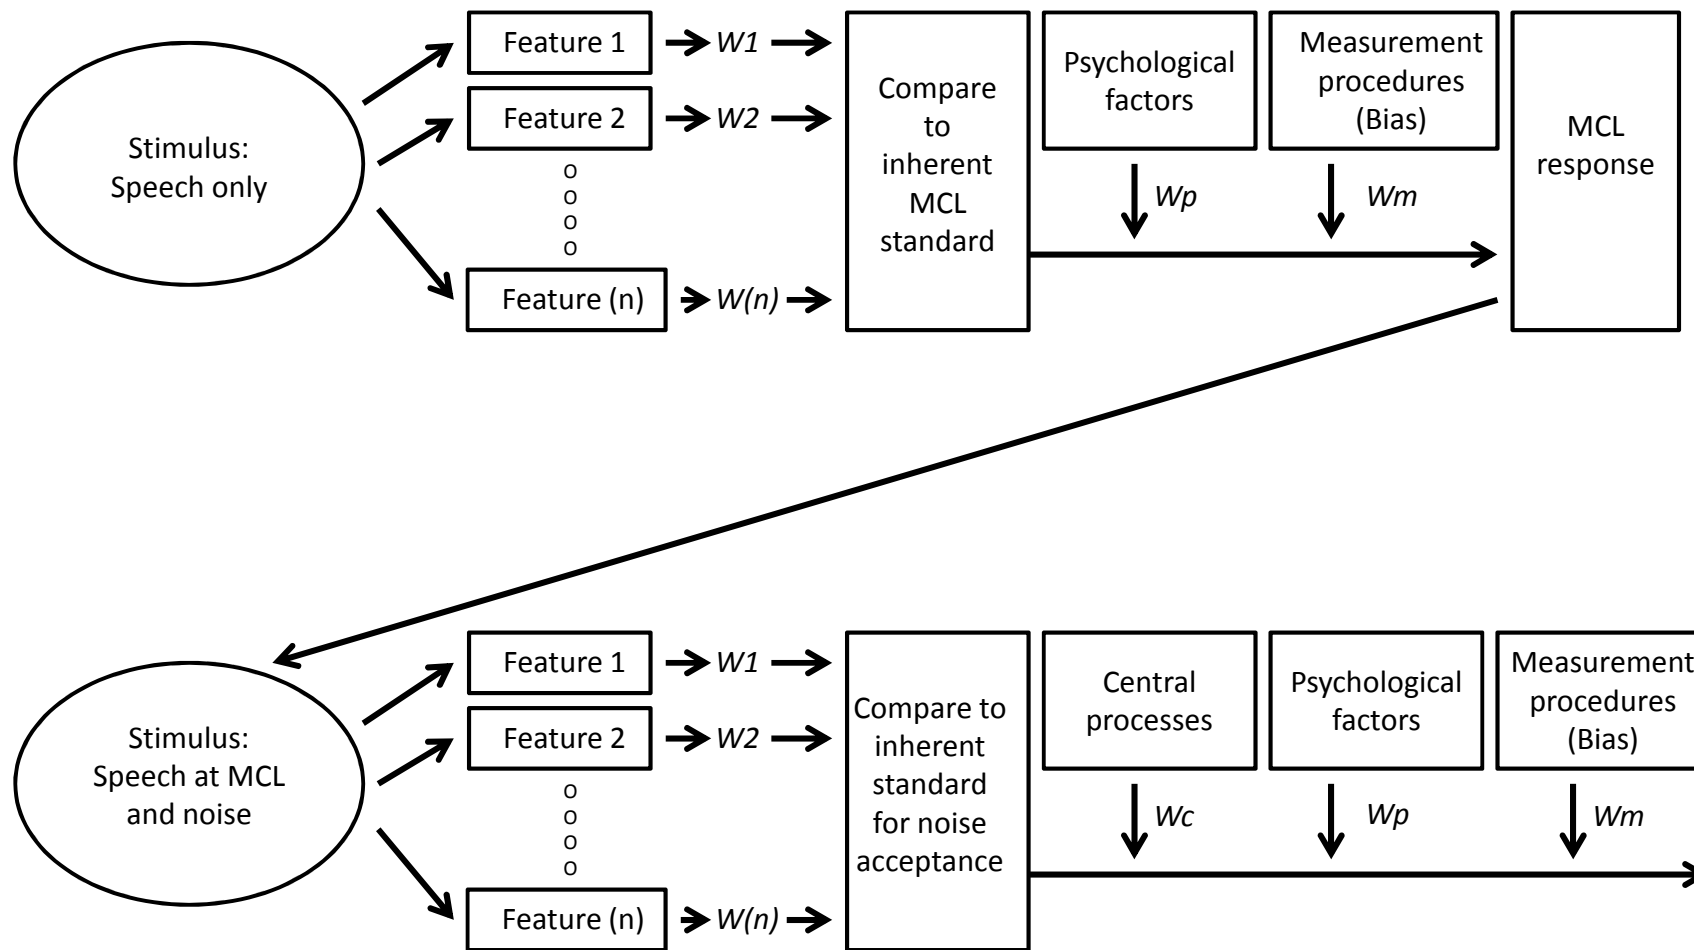 Stimulus:
Speech only
Feature 1
W1
Feature 2
W2
o
o
o
o
Feature (n)
W(n)
Compare
to
inherent
MCL
standard
Psychological
factors
Wp
Measurement
procedures
(Bias)
Wm
MCL
response
Stimulus:
Speech at MCL
and noise
Feature 1
W1
Feature 2
W2
o
o
o
o
Feature (n)
W(n)
Compare to
inherent
standard
for noise
acceptance
Central
processes
Wc
Psychological
factors
Wp
Measurement
procedures
(Bias)
Wm